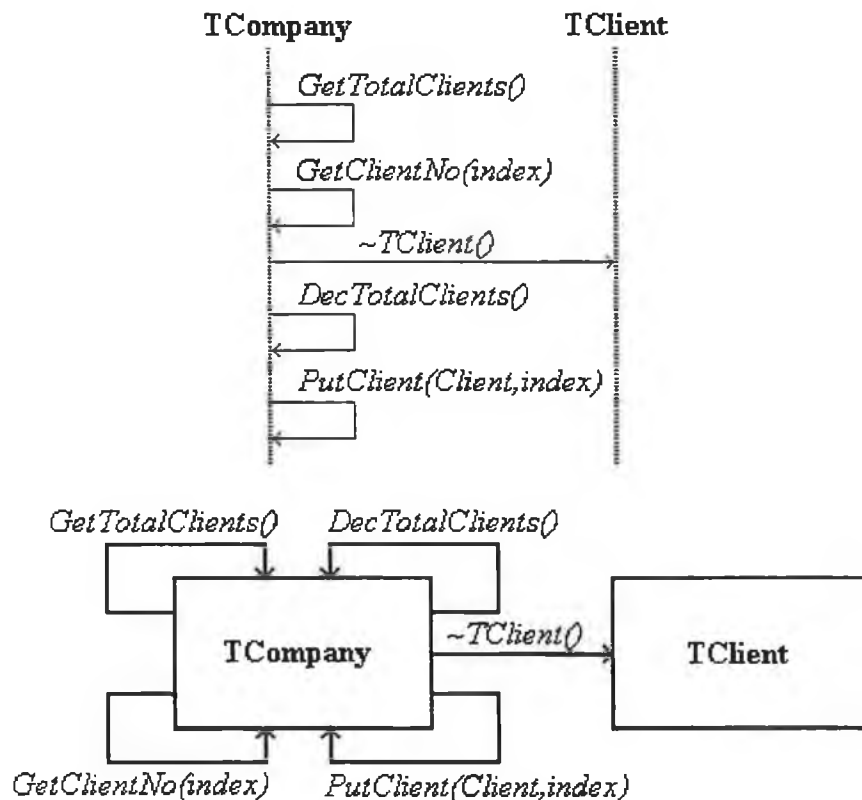 TCompany TClient
GetTotalClients()
GetClientNo(index)
~TClient()
DecTotalClients()
PutClient(Client,index)
GetTotalClients() DecTotalClients()
~TClient()
TCompany TClient
GetClientNo(index) PutClient(Client,index)